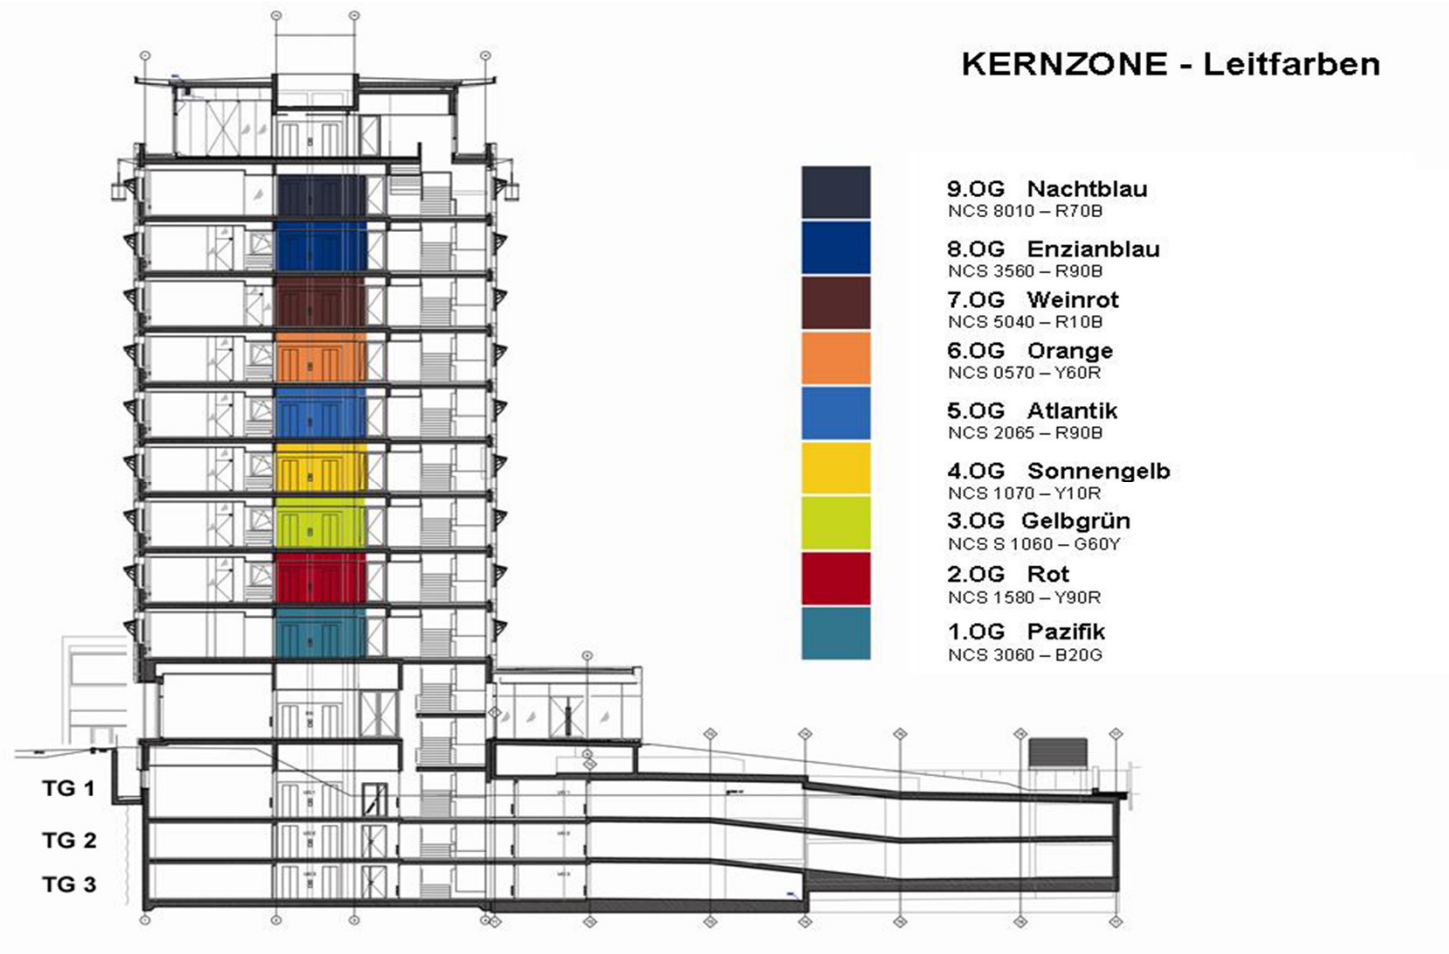 KERNZONE - Leitfarben
9.OG Nachtblau
NCS 8010 – R70B
8.OG Enzianblau
NCS 3560 – R90B
7.OG Weinrot
NCS 5040 – R10B
6.OG Orange
NCS 0570 – Y60R
5.OG Atlantik
NCS 2065 – R90B
4.OG Sonnengelb
NCS 1070 – Y10R
3.OG Gelbgrün
NCS S 1060 – G60Y
2.OG Rot
NCS 1580 – Y90R
1.OG Pazifik
NCS 3060 – B20G
TG 1
TG 2
TG 3